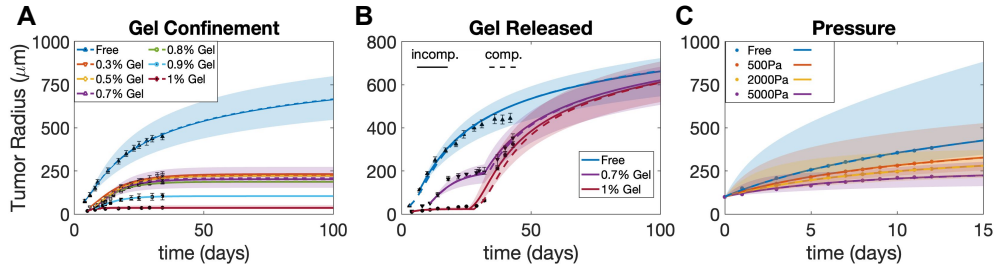 A
Gel Confinement
Tumor Radius (μm)
1000
750
500
250
0
Free
0.3% Gel
0.5% Gel
0.7% Gel
0.8% Gel
0.9% Gel
1% Gel
0
50
100
time (days)
B
Gel Released
800
600
400
200
0
incomp.
comp.
Free
0.7% Gel
1% Gel
0
50
100
time (days)
C
Pressure
1000
750
500
250
0
Free
500Pa
2000Pa
5000Pa
0
5
10
15
time (days)